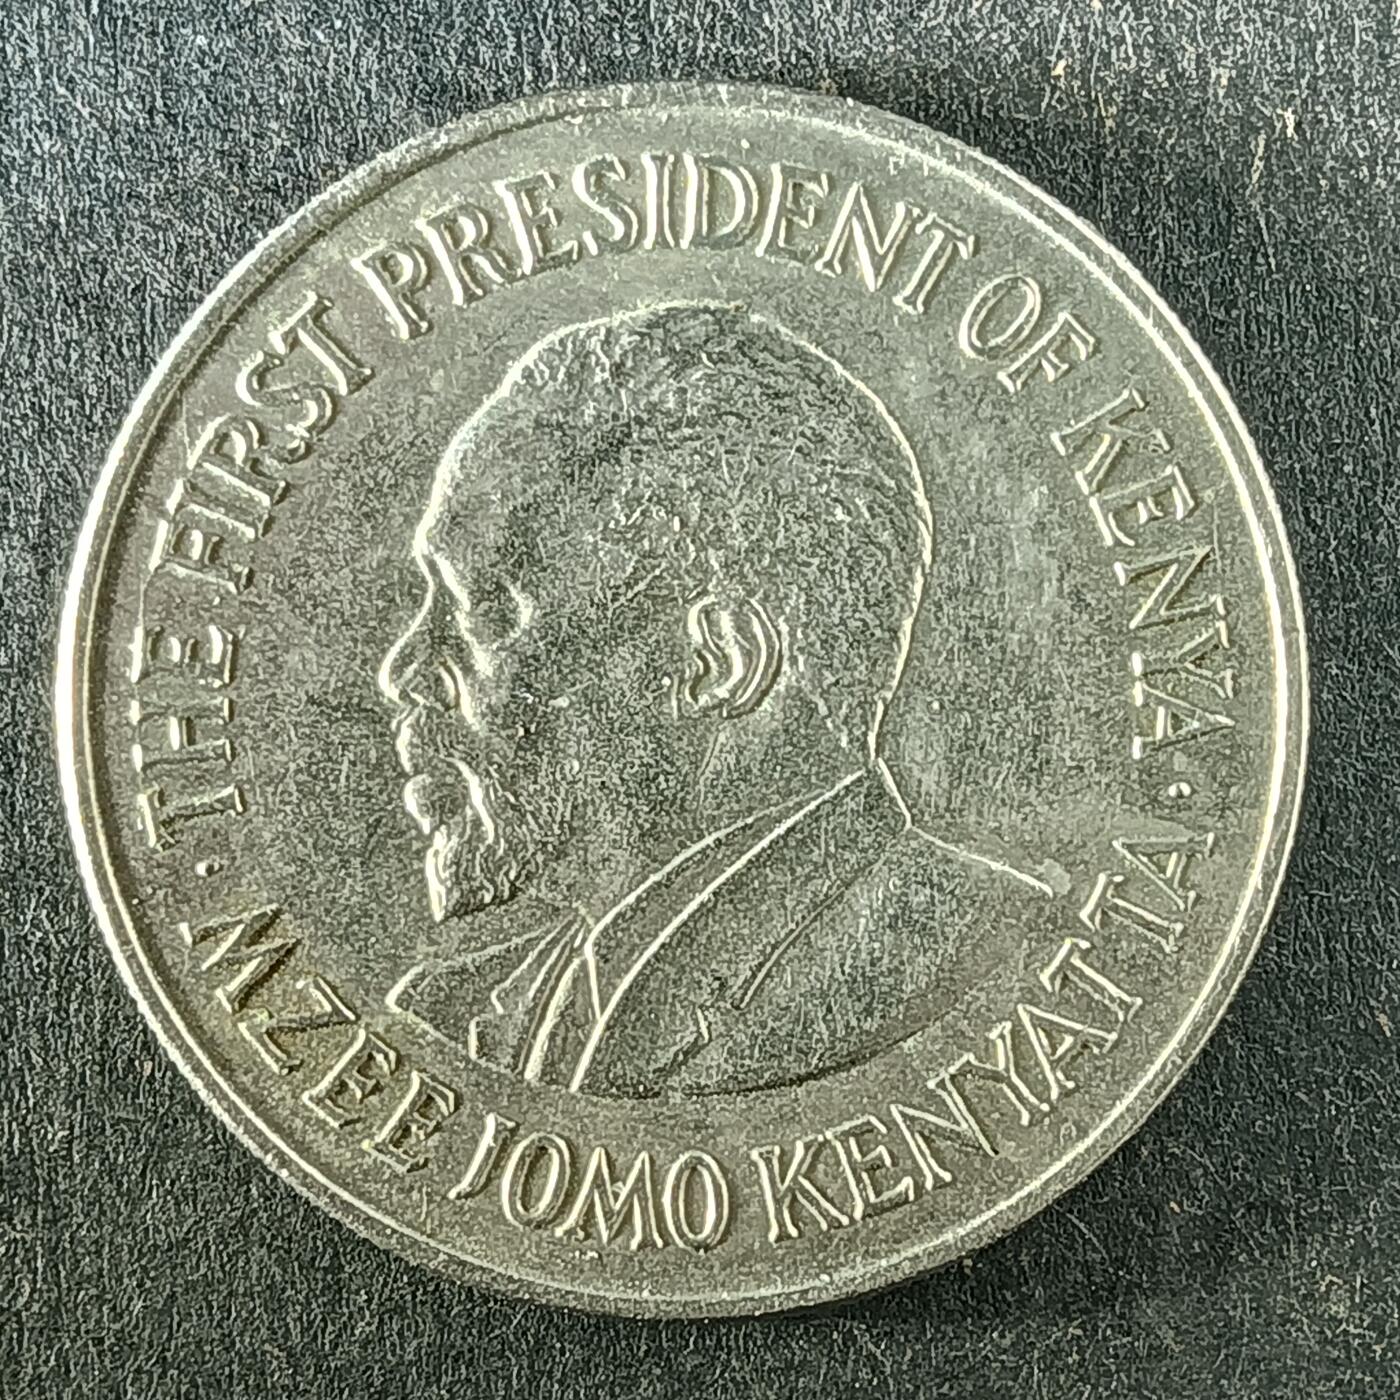 · THE FIRST PRESIDENT OF KENYA ·
MZEE JOMO KENYATTA